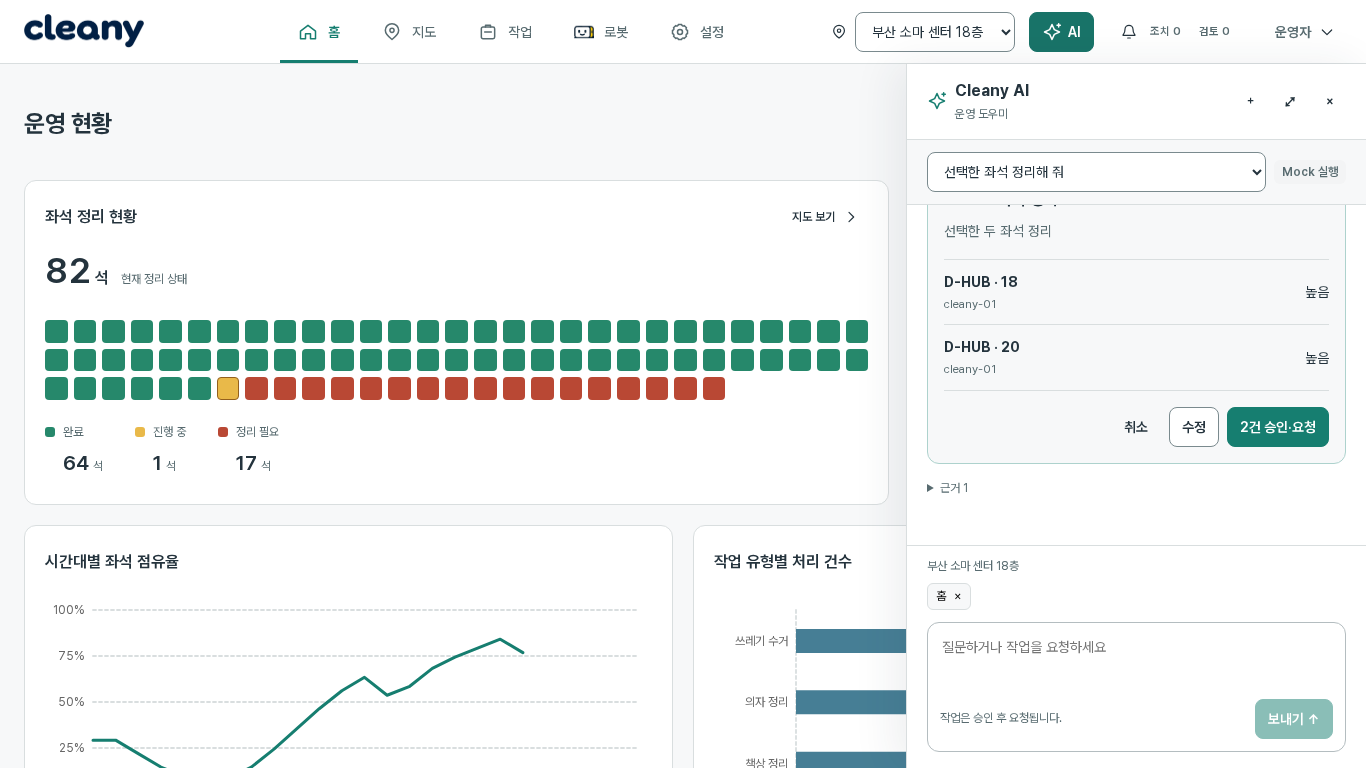 cleany
홈
지도
작업
로봇
설정
부산 소마 센터 18층
AI
조치 0
검토 0
운영자
운영 현황
좌석 정리 현황
지도 보기
82 석 현재 정리 상태
완료
진행 중
정리 필요
64 석
1 석
17 석
시간대별 좌석 점유율
100%
75%
50%
25%
작업 유형별 처리 건수
쓰레기 수거
의자 정리
책상 정리
Cleany AI
운영 도우미
+
×
선택한 좌석 정리해 줘
Mock 실행
선택한 두 좌석 정리
D-HUB · 18
cleany-01
높음
D-HUB · 20
cleany-01
높음
취소
수정
2건 승인·요청
근거 1
부산 소마 센터 18층
홈 ×
질문하거나 작업을 요청하세요
작업은 승인 후 요청됩니다.
보내기 ↑